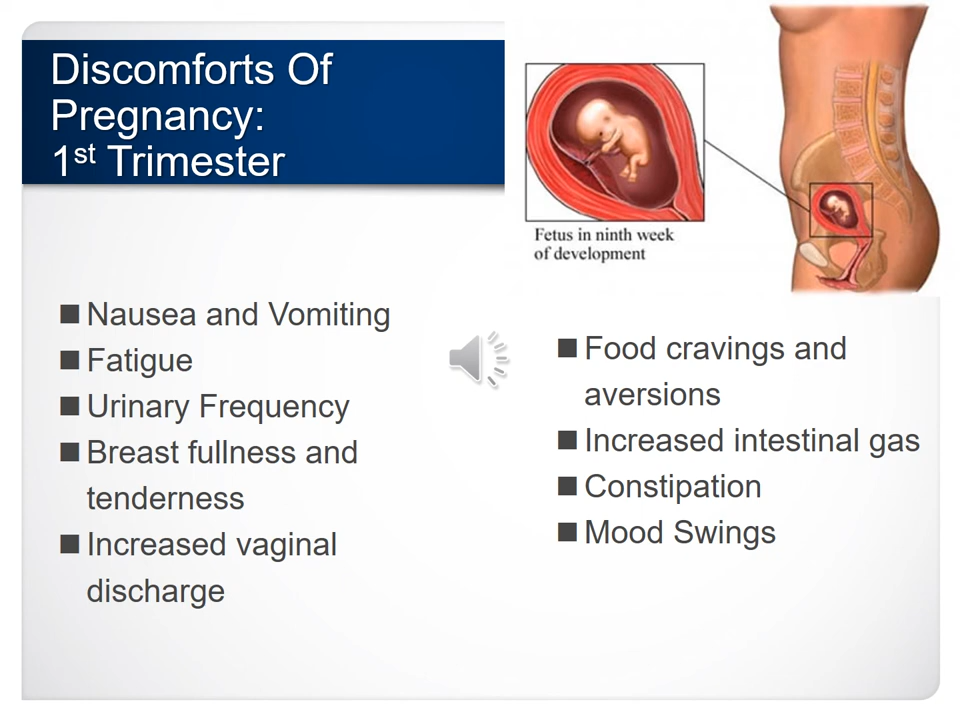 Discomforts Of
Pregnancy:
1st Trimester
Fetus in ninth week
of development
■ Nausea and Vomiting
■ Fatigue
■ Urinary Frequency
■ Breast fullness and
tenderness
■ Increased vaginal
discharge
■ Food cravings and
aversions
■ Increased intestinal gas
■ Constipation
■ Mood Swings